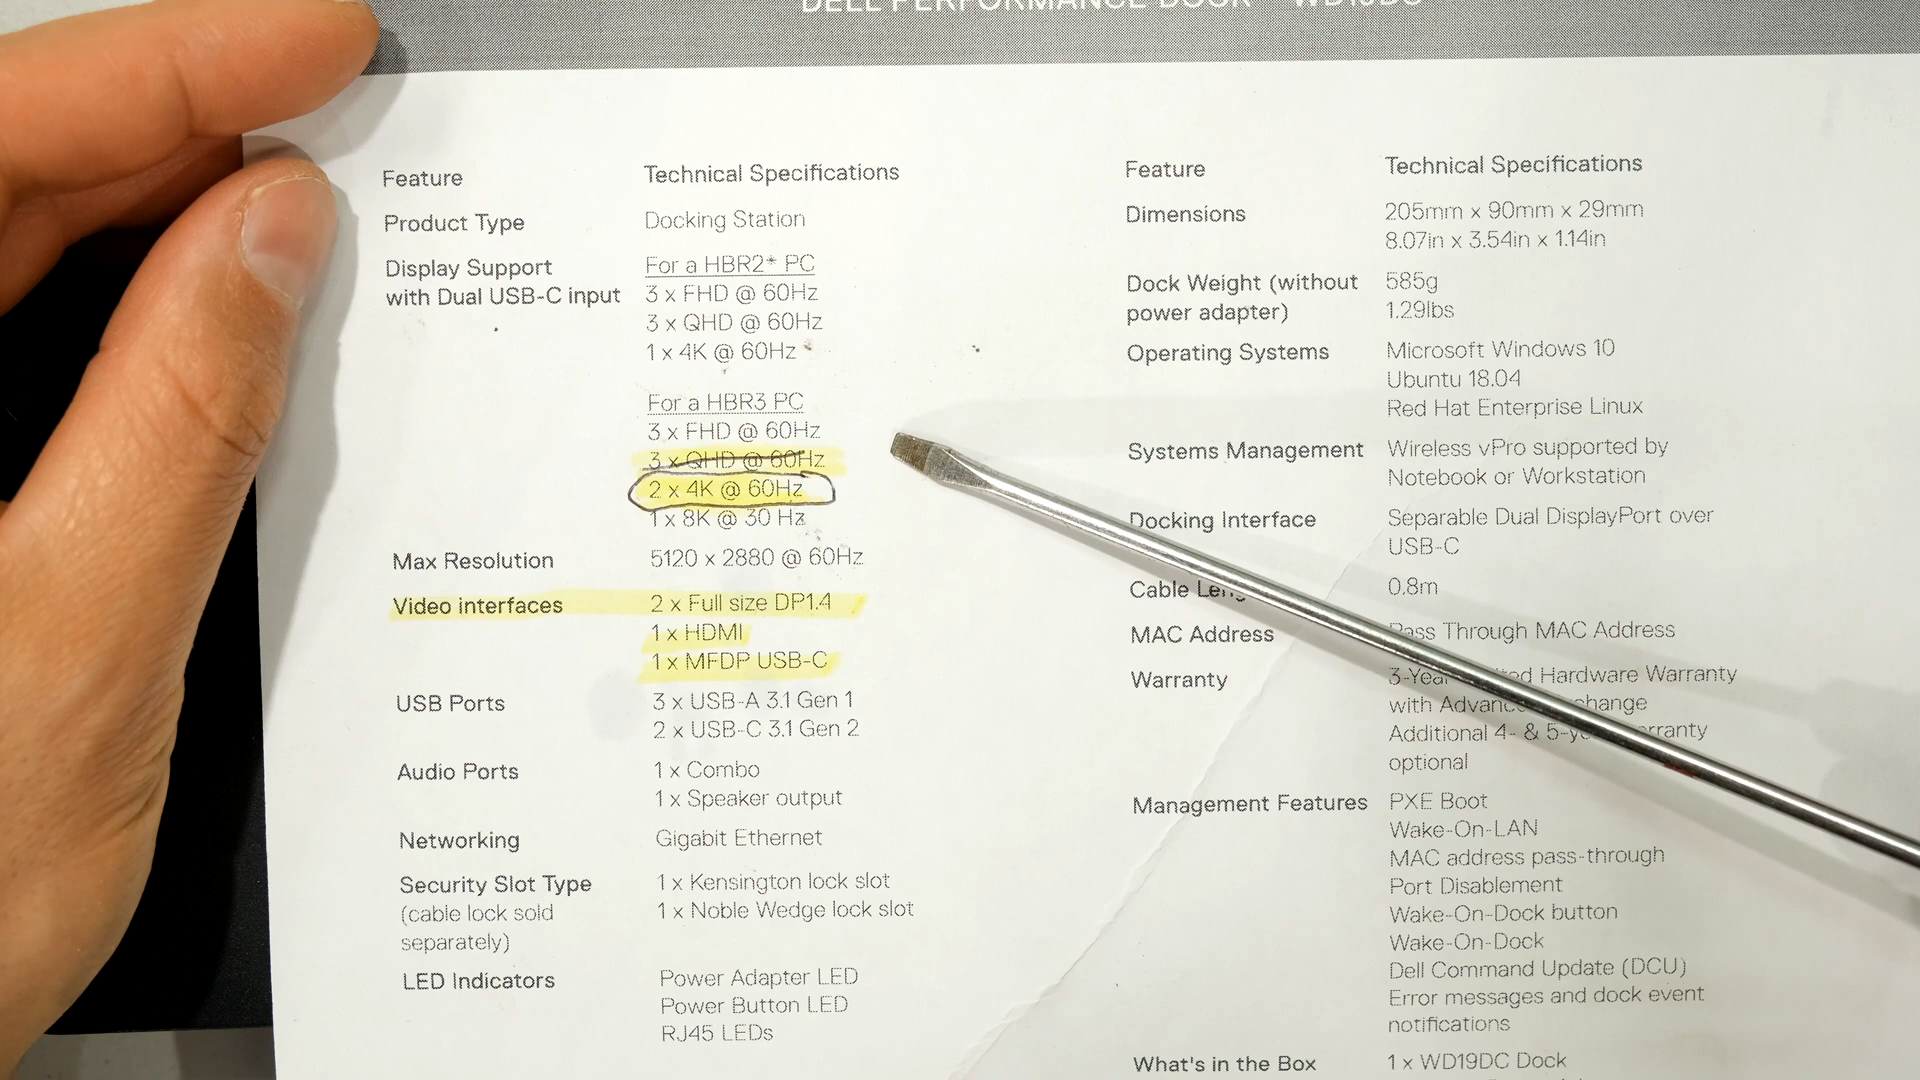 DELL PERFORMANCE DOCK – WD19DC
Feature
Technical Specifications
Product Type
Docking Station
Display Support
with Dual USB-C input
For a HBR2* PC
3 x FHD @ 60Hz
3 x QHD @ 60Hz
1 x 4K @ 60Hz
For a HBR3 PC
3 x FHD @ 60Hz
3 x QHD @ 60Hz
2 x 4K @ 60Hz
1 x 8K @ 30 Hz
Max Resolution
5120 x 2880 @ 60Hz
Video interfaces
2 x Full size DP1.4
1 x HDMI
1 x MFDP USB-C
USB Ports
3 x USB-A 3.1 Gen 1
2 x USB-C 3.1 Gen 2
Audio Ports
1 x Combo
1 x Speaker output
Networking
Gigabit Ethernet
Security Slot Type
(cable lock sold
separately)
1 x Kensington lock slot
1 x Noble Wedge lock slot
LED Indicators
Power Adapter LED
Power Button LED
RJ45 LEDs
Feature
Technical Specifications
Dimensions
205mm x 90mm x 29mm
8.07in x 3.54in x 1.14in
Dock Weight (without
power adapter)
585g
1.29lbs
Operating Systems
Microsoft Windows 10
Ubuntu 18.04
Red Hat Enterprise Linux
Systems Management
Wireless vPro supported by
Notebook or Workstation
Docking Interface
Separable Dual DisplayPort over
USB-C
Cable
0.8m
MAC Address
Pass Through MAC Address
Warranty
Hardware Warranty
with
Additional 4- &
optional
Management Features
PXE Boot
Wake-On-LAN
MAC address pass-through
Port Disablement
Wake-On-Dock button
Wake-On-Dock
Dell Command Update (DCU)
Error messages and dock event
notifications
What's in the Box
1 x WD19DC Dock